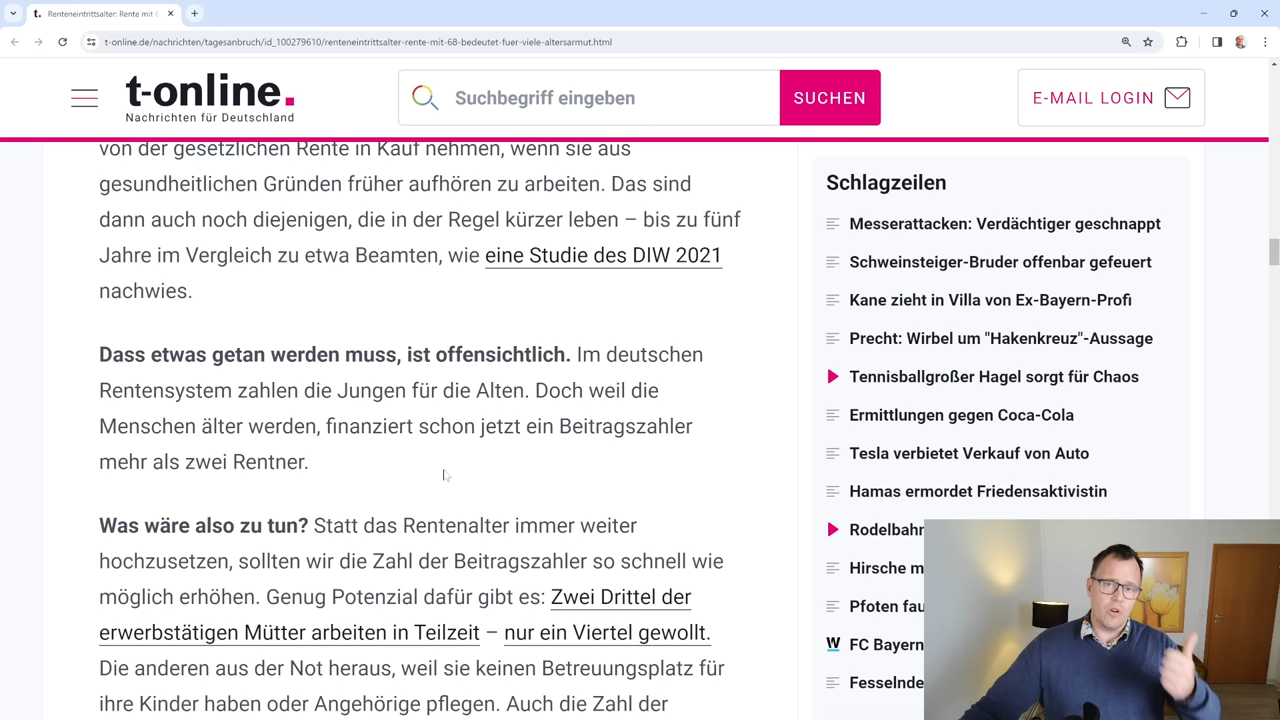 Renteneintrittsalter: Rente mit
t-online.de/nachrichten/tagesanbruch/id_100279610/renteneintrittsalter-rente-mit-68-bedeutet-fuer-viele-altersarmut.html
t-online.
Nachrichten für Deutschland
Suchbegriff eingeben
SUCHEN
E-MAIL LOGIN
von der gesetzlichen Rente in Kauf nehmen, wenn sie aus
gesundheitlichen Gründen früher aufhören zu arbeiten. Das sind
dann auch noch diejenigen, die in der Regel kürzer leben – bis zu fünf
Jahre im Vergleich zu etwa Beamten, wie eine Studie des DIW 2021
nachwies.
Dass etwas getan werden muss, ist offensichtlich. Im deutschen
Rentensystem zahlen die Jungen für die Alten. Doch weil die
Menschen älter werden, finanziert schon jetzt ein Beitragszahler
mehr als zwei Rentner.
Was wäre also zu tun? Statt das Rentenalter immer weiter
hochzusetzen, sollten wir die Zahl der Beitragszahler so schnell wie
möglich erhöhen. Genug Potenzial dafür gibt es: Zwei Drittel der
erwerbstätigen Mütter arbeiten in Teilzeit – nur ein Viertel gewollt.
Die anderen aus der Not heraus, weil sie keinen Betreuungsplatz für
ihre Kinder haben oder Angehörige pflegen. Auch die Zahl der
Schlagzeilen
Messerattacken: Verdächtiger geschnappt
Schweinsteiger-Bruder offenbar gefeuert
Kane zieht in Villa von Ex-Bayern-Profi
Precht: Wirbel um "Hakenkreuz"-Aussage
Tennisballgroßer Hagel sorgt für Chaos
Ermittlungen gegen Coca-Cola
Tesla verbietet Verkauf von Auto
Hamas ermordet Friedensaktivistin
Rodelbahn
Hirsche m
Pfoten fau
W FC Bayern
Fesselnde